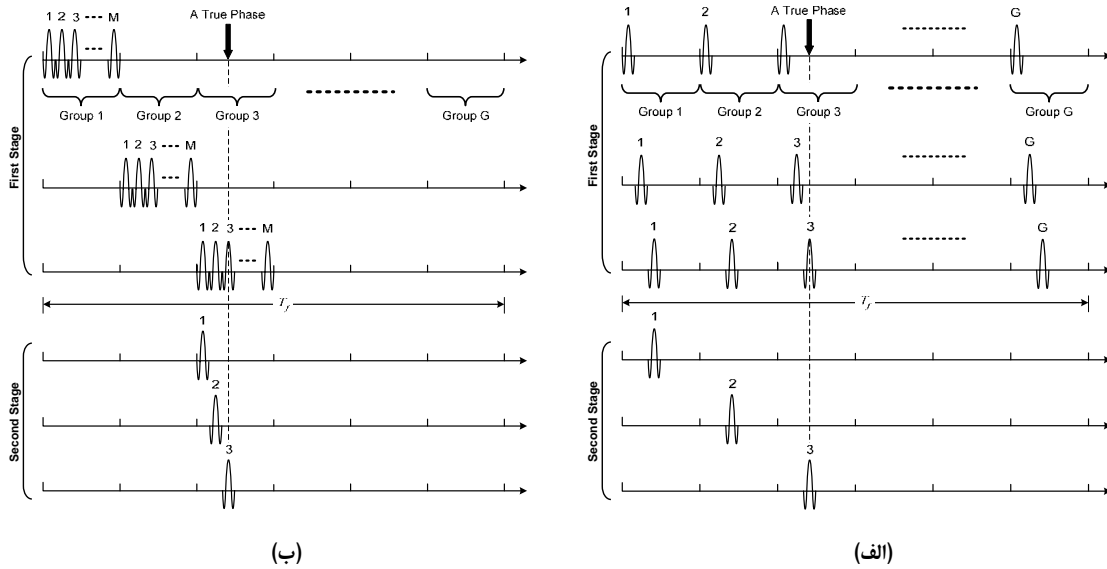 1 2 3 ---- M
A True Phase
Group 1
Group 2
Group 3
Group G
1 2 3 ---- M
1 2 3 ---- M
First Stage
T_f
1
2
3
Second Stage
(ب)
1
2
A True Phase
G
Group 1
Group 2
Group 3
Group G
1
2
3
G
1
2
3
G
First Stage
T_f
1
2
3
Second Stage
(الف)